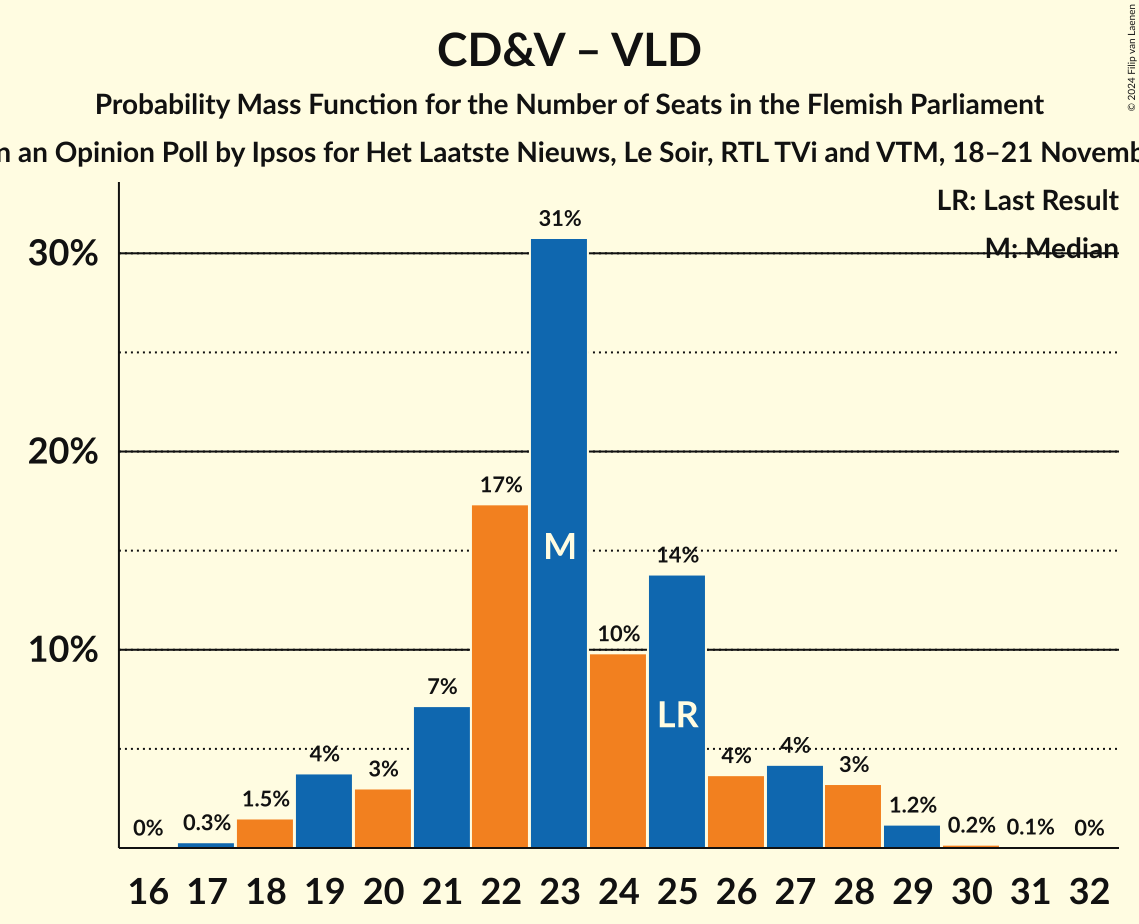 CD&V – VLD
Probability Mass Function for the Number of Seats in the Flemish Parliament
an Opinion Poll by Ipsos for Het Laatste Nieuws, Le Soir, RTL TVi and VTM, 18–21
© 2024 Filip van Laenen
LR: Last Result
M: Median
30%
20%
10%
0%
0.3%
1.5%
4%
3%
7%
17%
31%
10%
14%
4%
4%
3%
1.2%
0.2%
0.1%
0%
M
LR
16 17 18 19 20 21 22 23 24 25 26 27 28 29 30 31 32